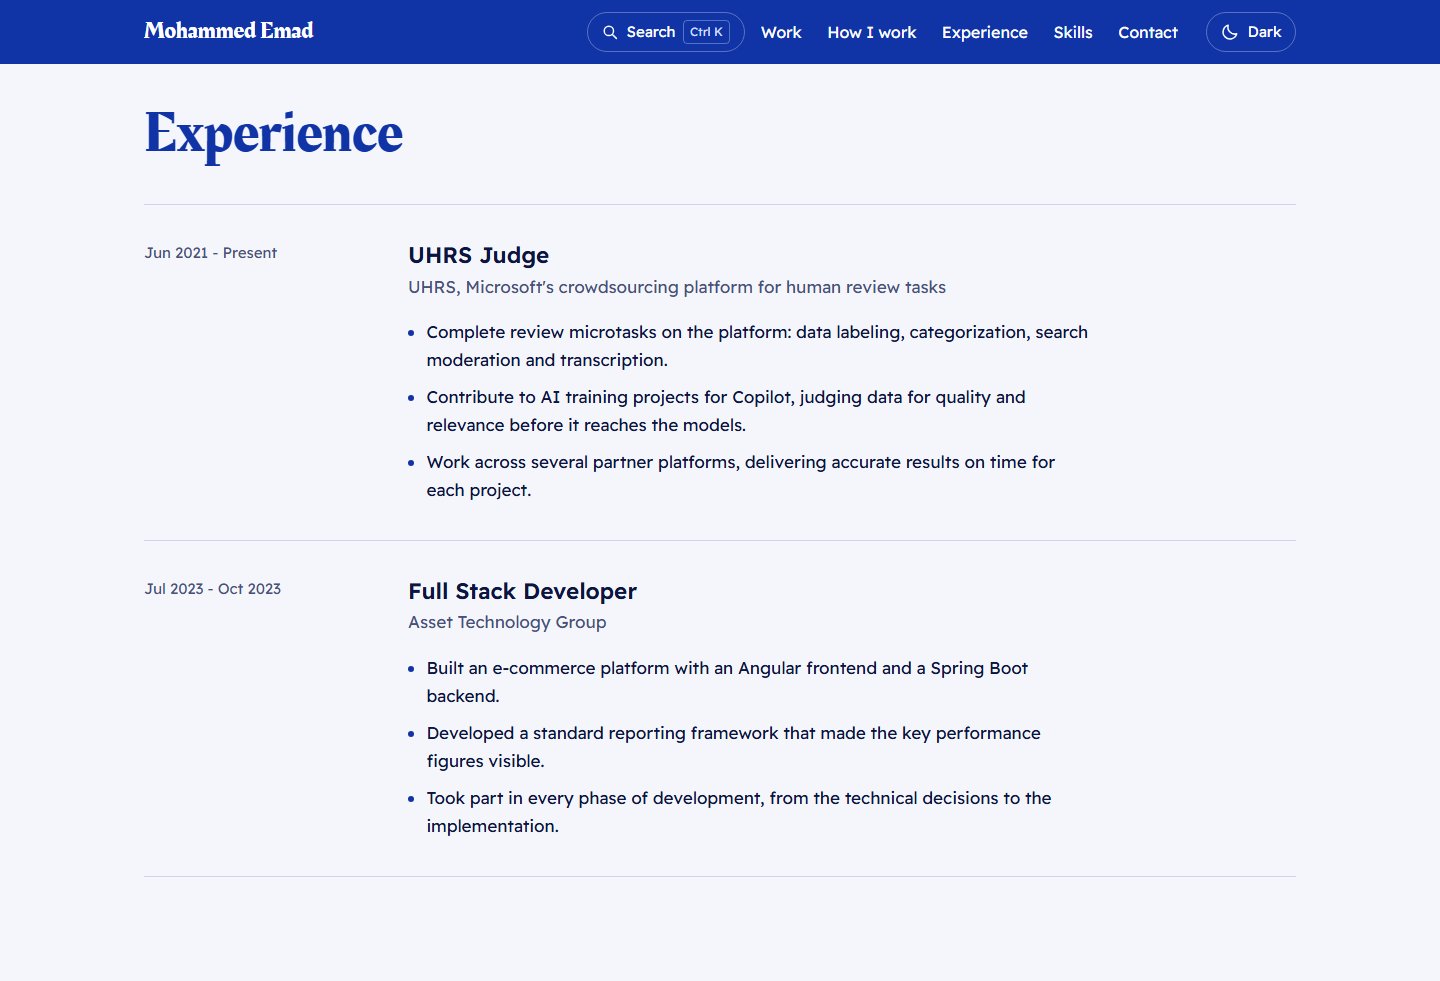 Mohammed Emad
Search Ctrl K Work How I work Experience Skills Contact Dark
Experience
Jun 2021 - Present
UHRS Judge
UHRS, Microsoft's crowdsourcing platform for human review tasks
Complete review microtasks on the platform: data labeling, categorization, search
moderation and transcription.
Contribute to AI training projects for Copilot, judging data for quality and
relevance before it reaches the models.
Work across several partner platforms, delivering accurate results on time for
each project.
Jul 2023 - Oct 2023
Full Stack Developer
Asset Technology Group
Built an e-commerce platform with an Angular frontend and a Spring Boot
backend.
Developed a standard reporting framework that made the key performance
figures visible.
Took part in every phase of development, from the technical decisions to the
implementation.